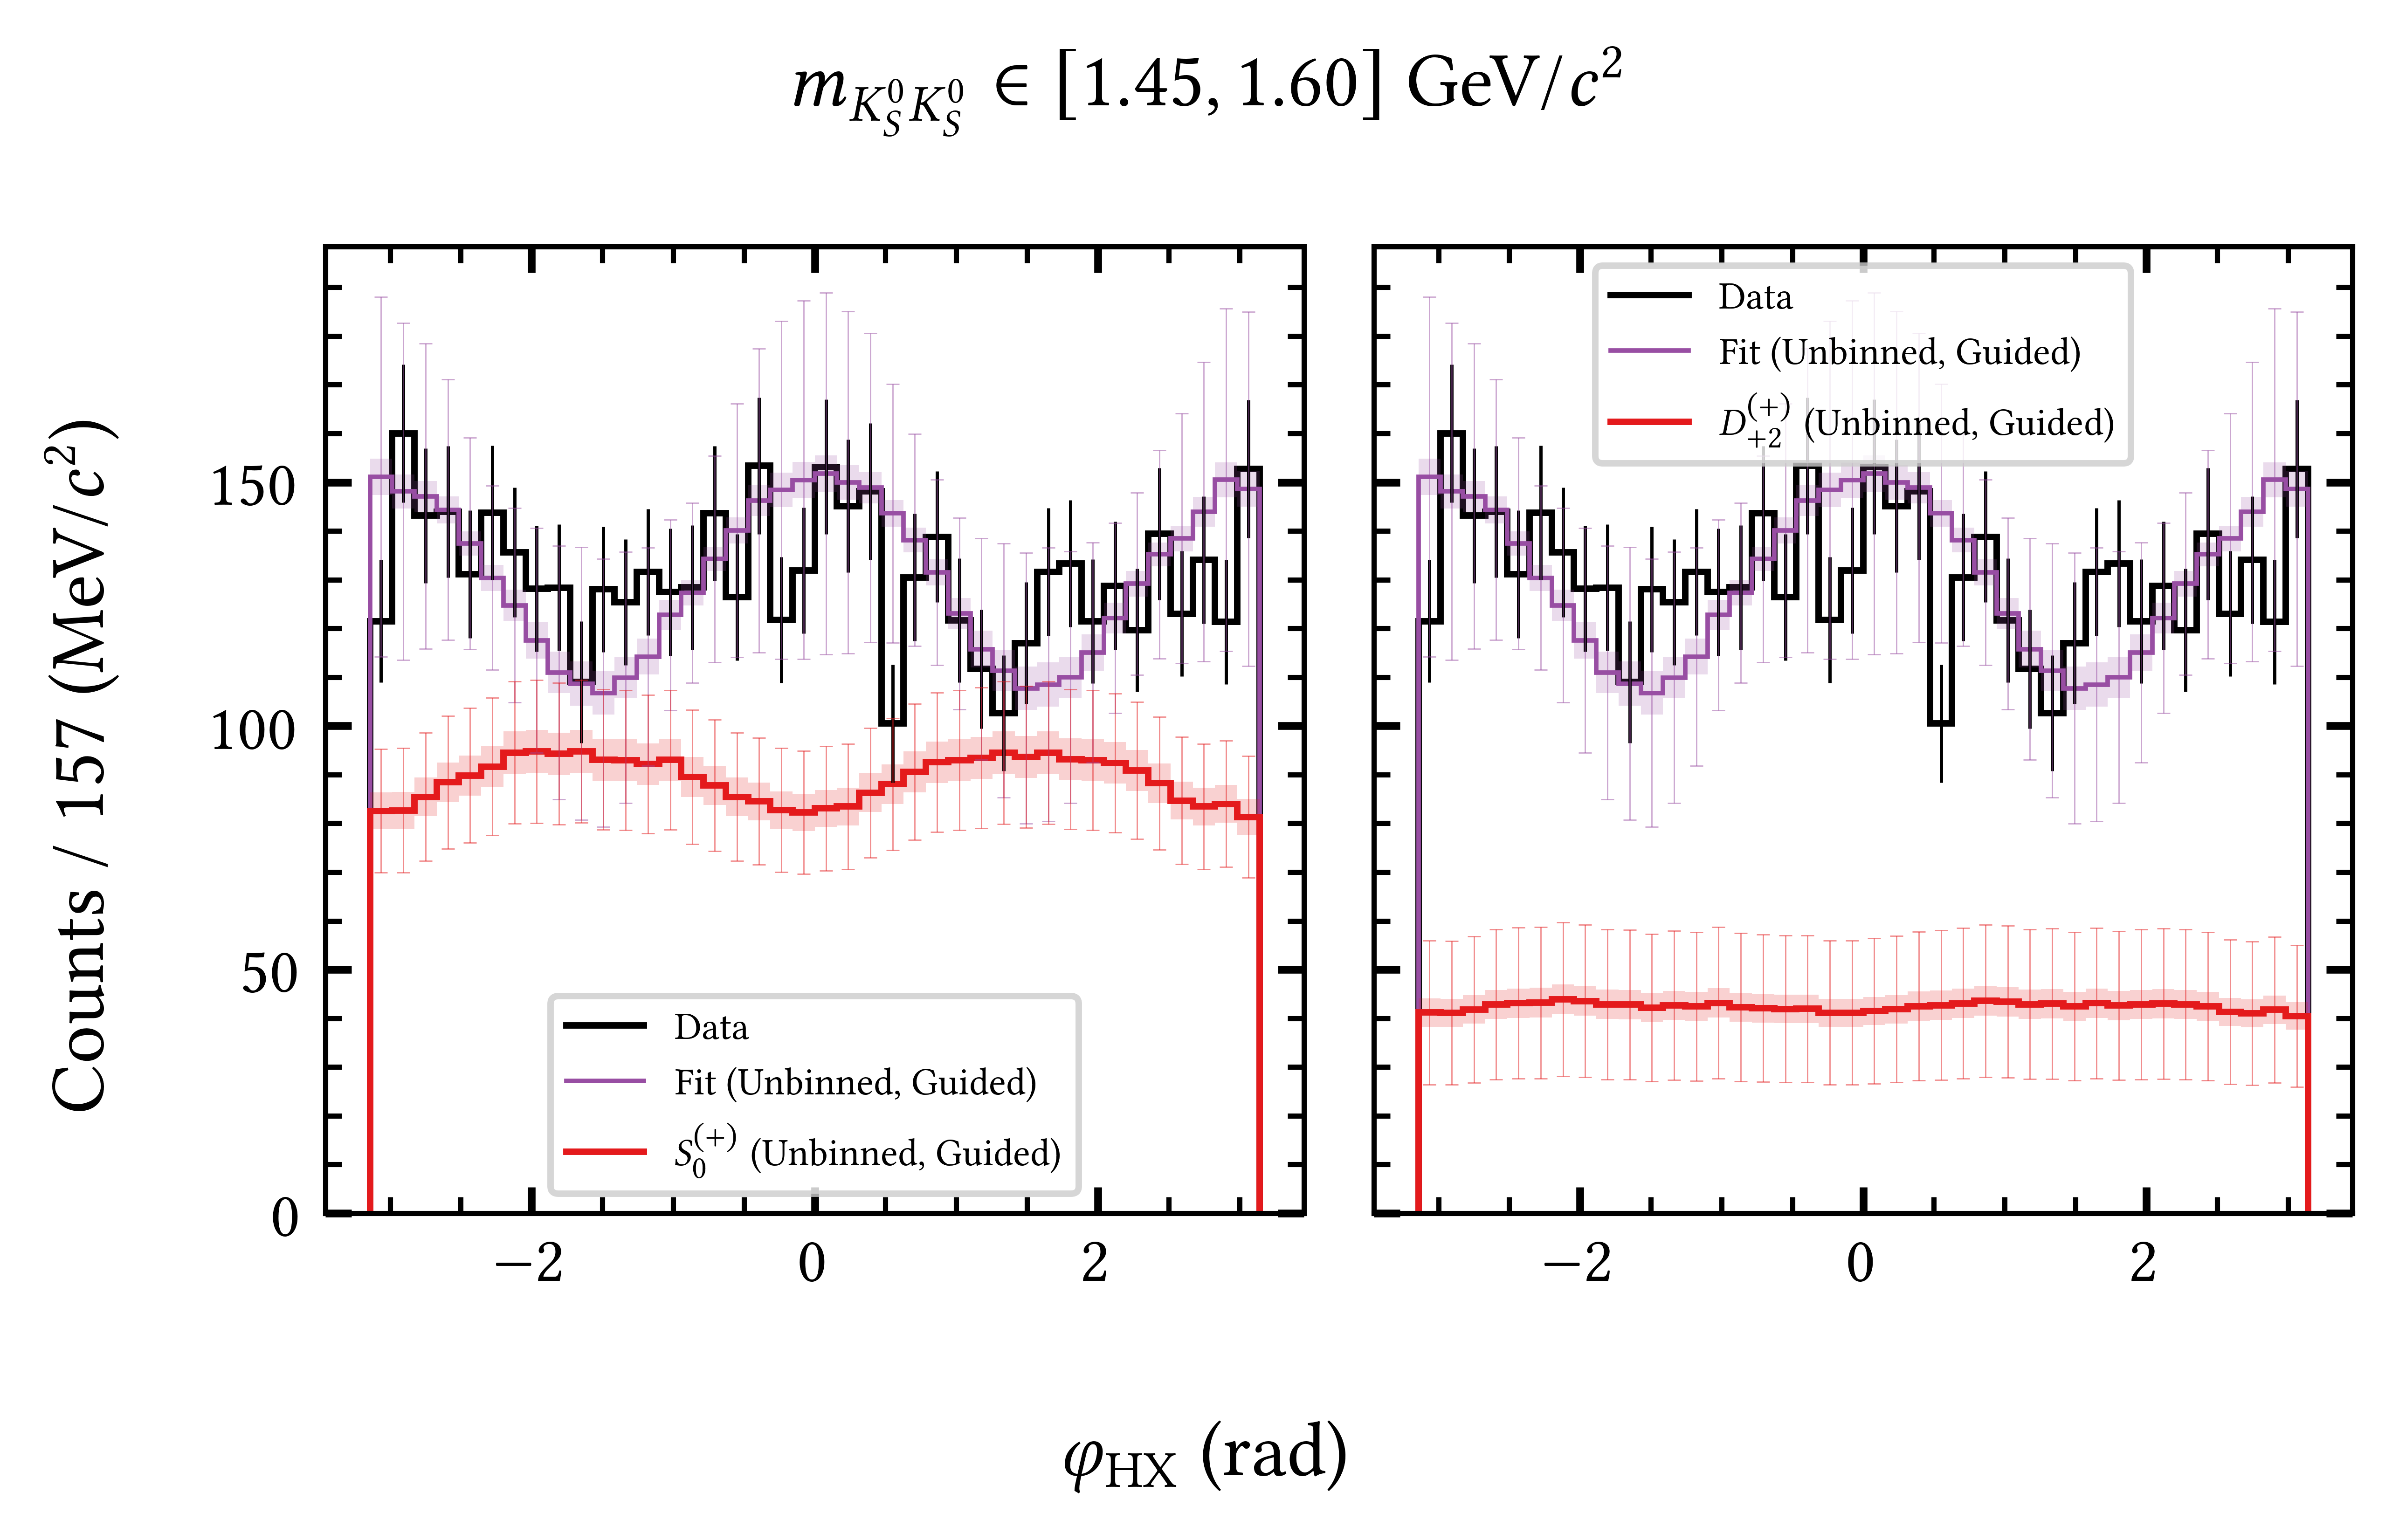 m_{K_S^0 K_S^0} ∈ [1.45, 1.60] GeV/c²
Counts / 157 (MeV/c²)
150
100
50
0
Data
Fit (Unbinned, Guided)
S_0^{(+)} (Unbinned, Guided)
−2 0 2
Data
Fit (Unbinned, Guided)
D_{+2}^{(+)} (Unbinned, Guided)
−2 0 2
φ_HX (rad)